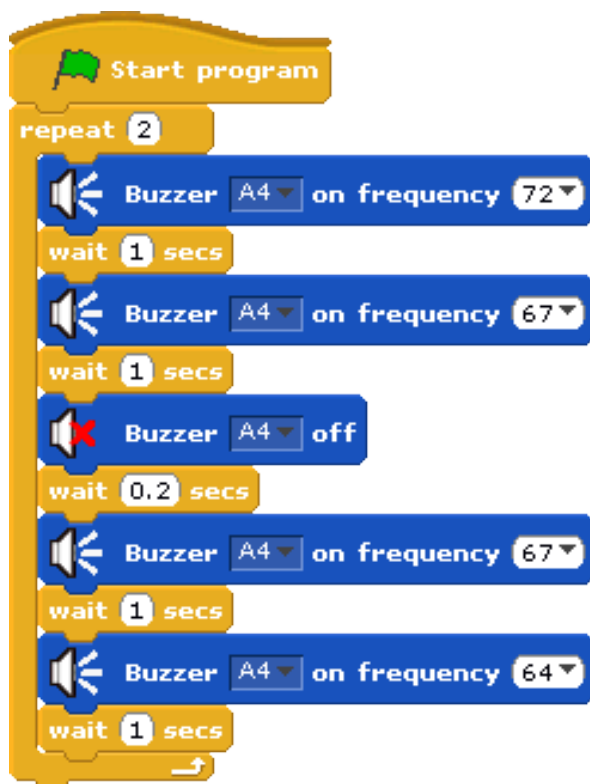 Start program
repeat 2
Buzzer A4 on frequency 72
wait 1 secs
Buzzer A4 on frequency 67
wait 1 secs
Buzzer A4 off
wait 0.2 secs
Buzzer A4 on frequency 67
wait 1 secs
Buzzer A4 on frequency 64
wait 1 secs